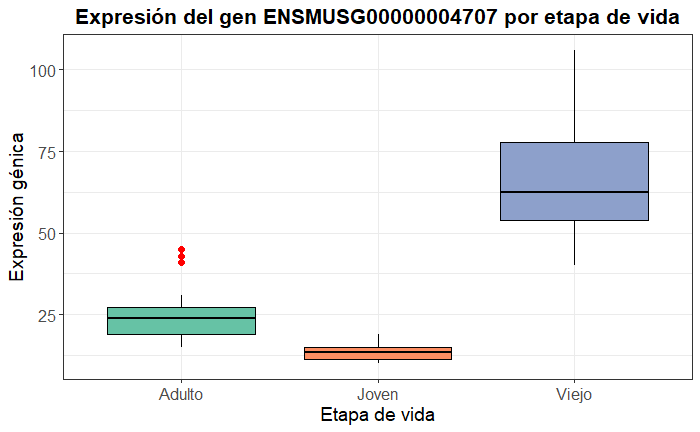 Expresión del gen ENSMUSG00000004707 por etapa de vida
Expresión génica
100
75
50
25
Adulto
Joven
Viejo
Etapa de vida